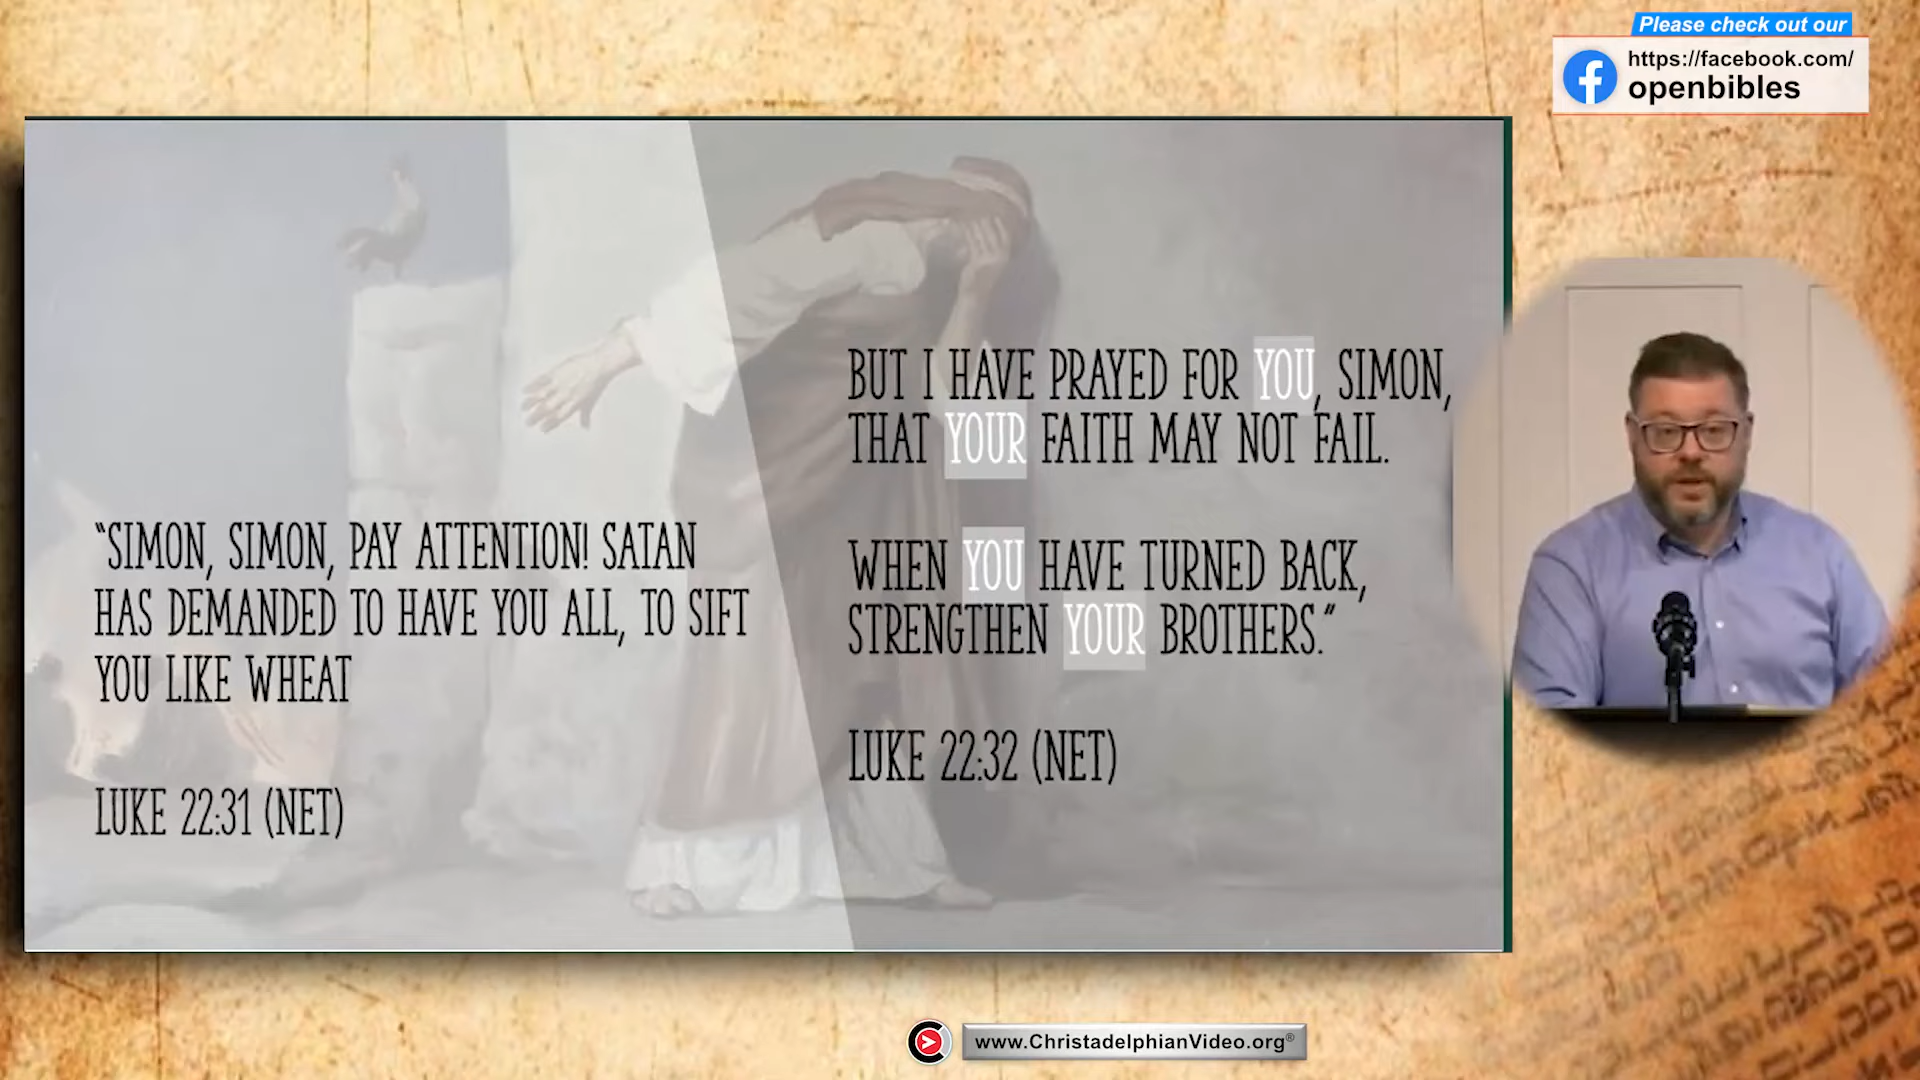 Please check out our
https://facebook.com/
openbibles
"SIMON, SIMON, PAY ATTENTION! SATAN
HAS DEMANDED TO HAVE YOU ALL, TO SIFT
YOU LIKE WHEAT
LUKE 22:31 (NET)
BUT I HAVE PRAYED FOR YOU, SIMON,
THAT YOUR FAITH MAY NOT FAIL.
WHEN YOU HAVE TURNED BACK,
STRENGTHEN YOUR BROTHERS."
LUKE 22:32 (NET)
www.ChristadelphianVideo.org®